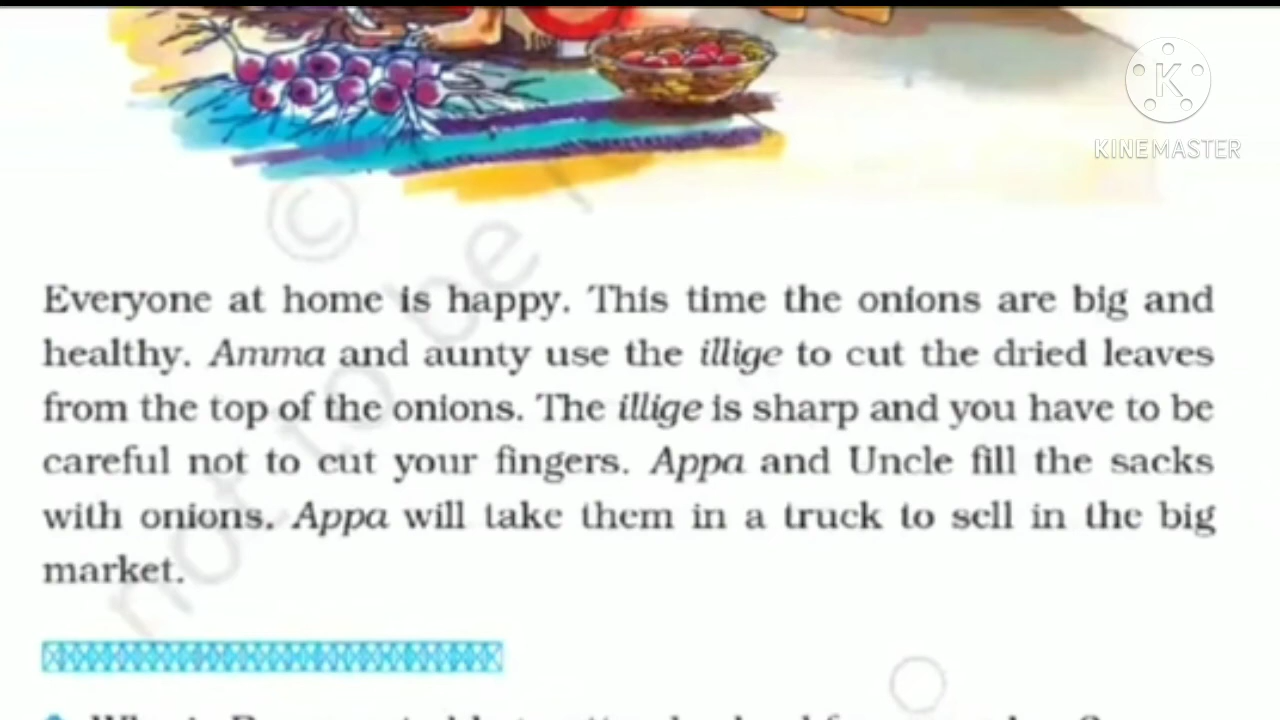 KINEMASTER
© not to be
Everyone at home is happy. This time the onions are big and
healthy. Amma and aunty use the illige to cut the dried leaves
from the top of the onions. The illige is sharp and you have to be
careful not to cut your fingers. Appa and Uncle fill the sacks
with onions. Appa will take them in a truck to sell in the big
market.